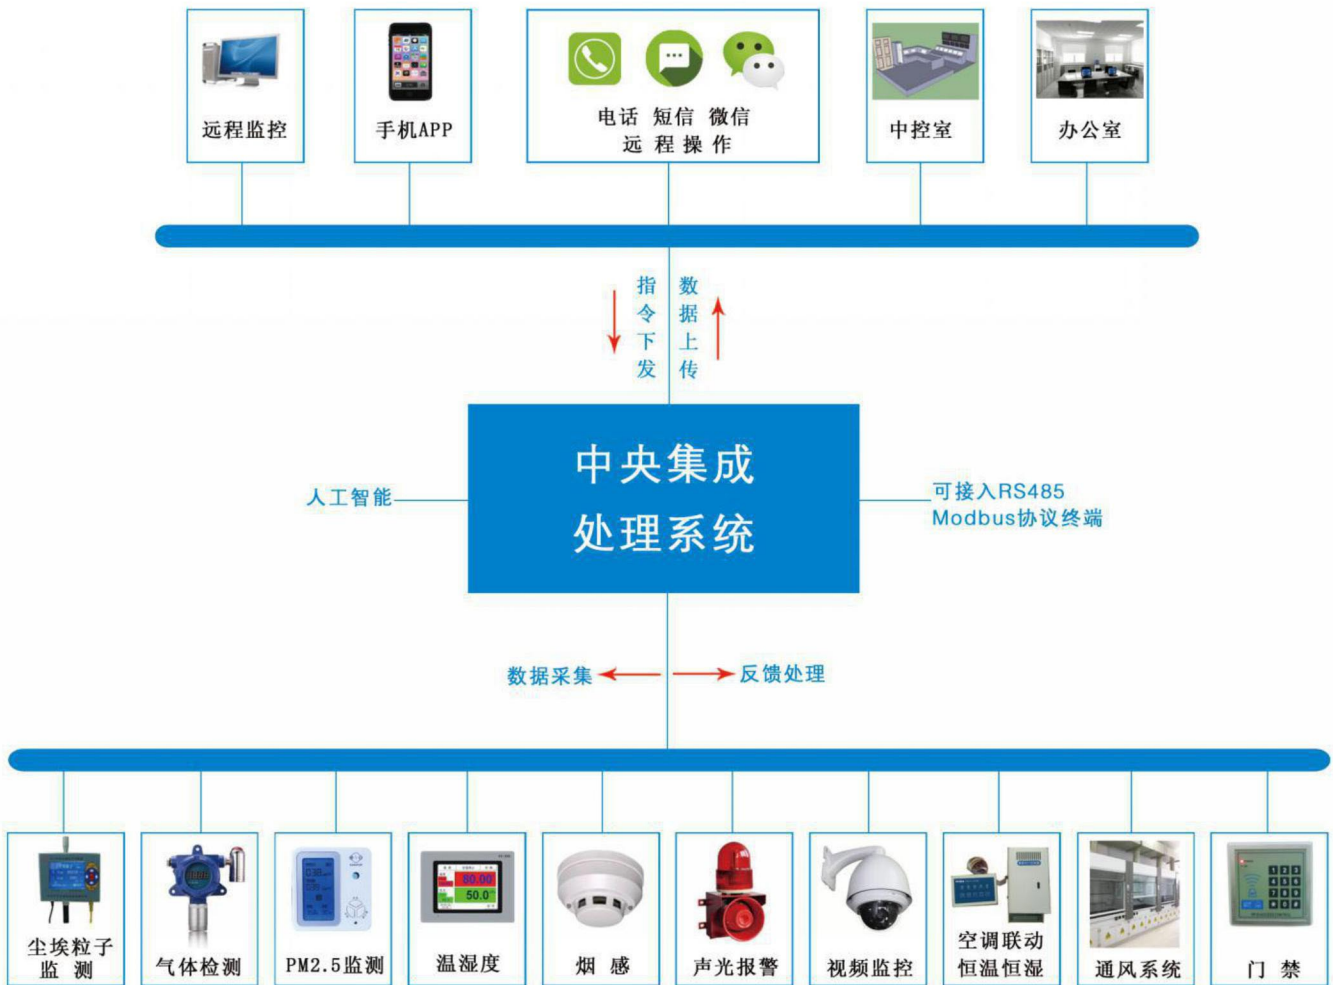 远程监控
手机APP
电话 短信 微信
远 程 操 作
中控室
办公室
指令下发
数据上传
中央集成
处理系统
人工智能
可接入RS485
Modbus协议终端
数据采集
反馈处理
尘埃粒子
监 测
气体检测
PM2.5监测
80.00
50.0
温湿度
烟 感
声光报警
视频监控
空调联动
恒温恒湿
通风系统
门 禁